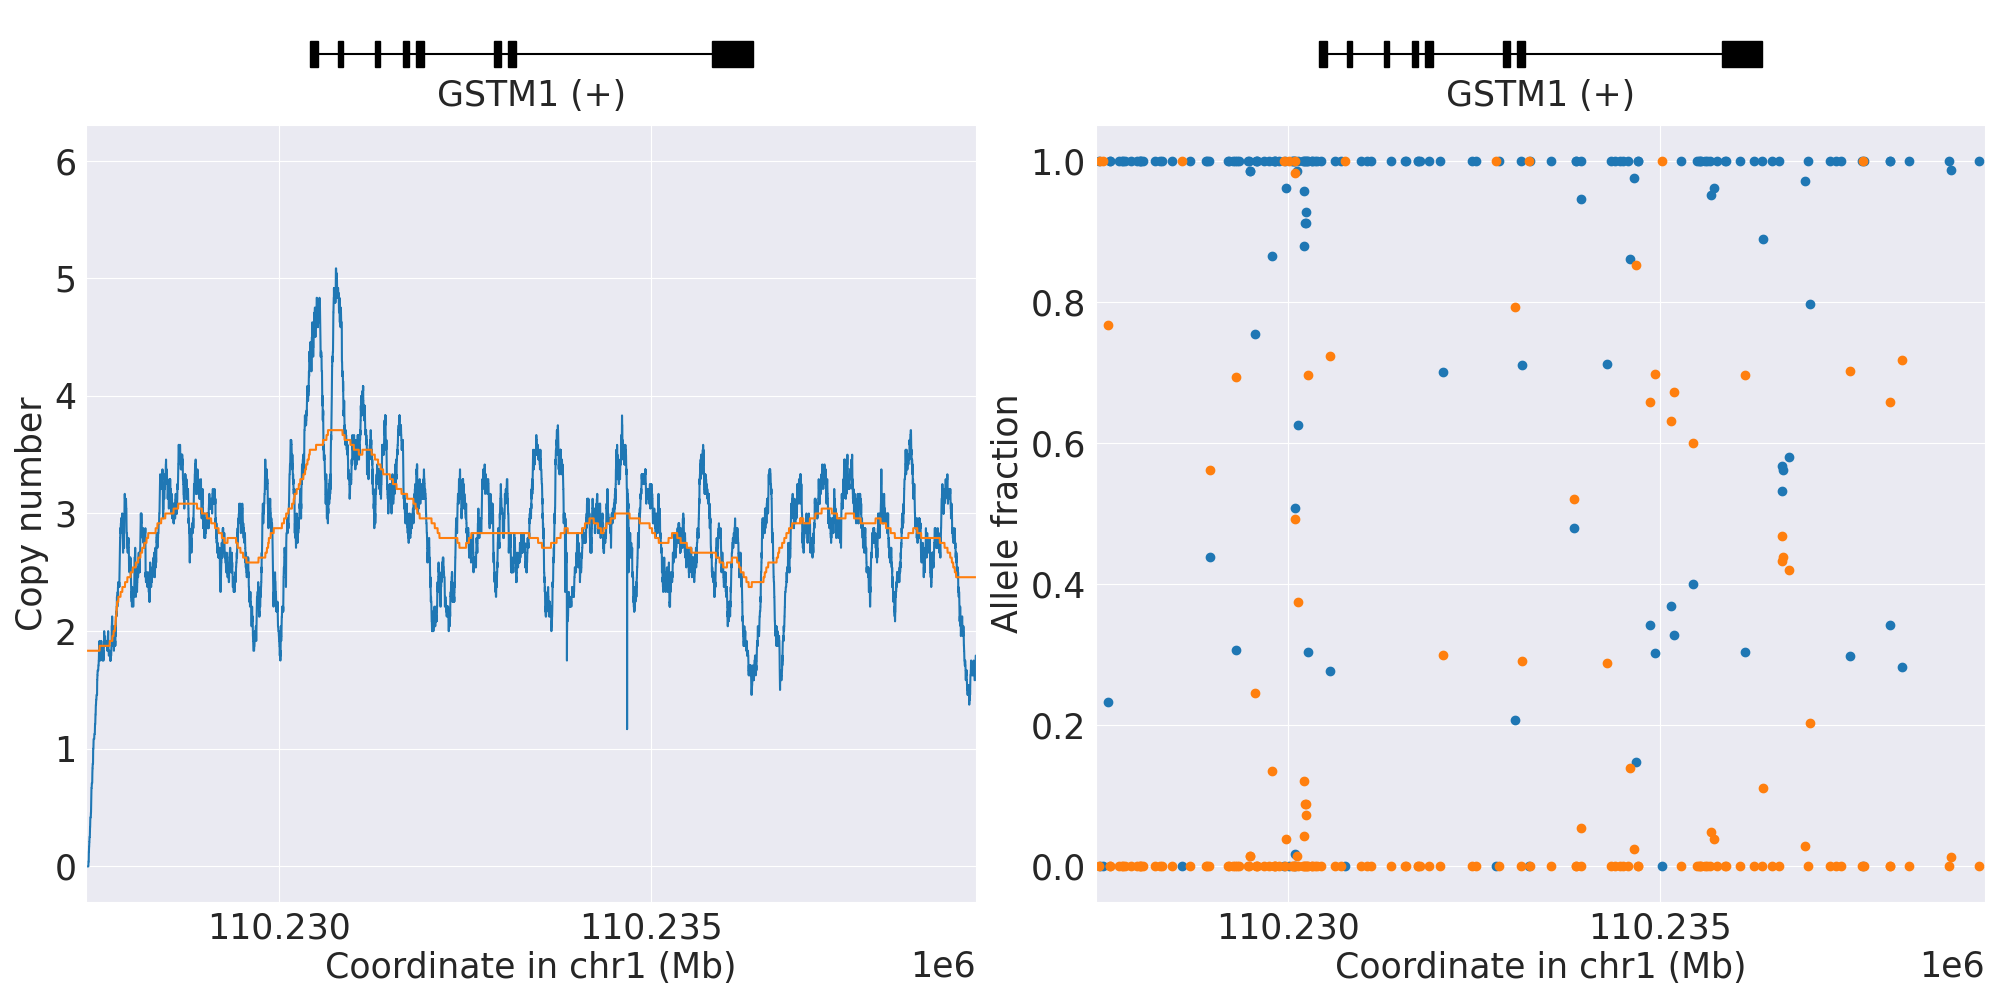 GSTM1 (+)
6
5
4
3
2
1
0
Copy number
110.230
110.235
Coordinate in chr1 (Mb)
1e6
GSTM1 (+)
1.0
0.8
0.6
0.4
0.2
0.0
Allele fraction
110.230
110.235
Coordinate in chr1 (Mb)
1e6